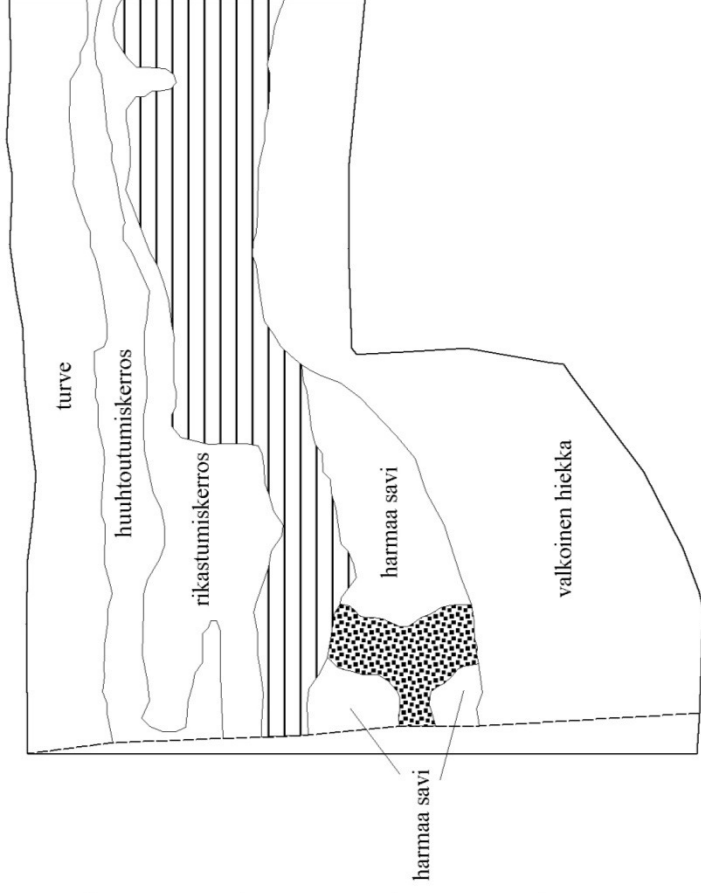 turve
huuhtoutumiskerros
rikastumiskerros
harmaa savi
valkoinen hiekka
harmaa savi